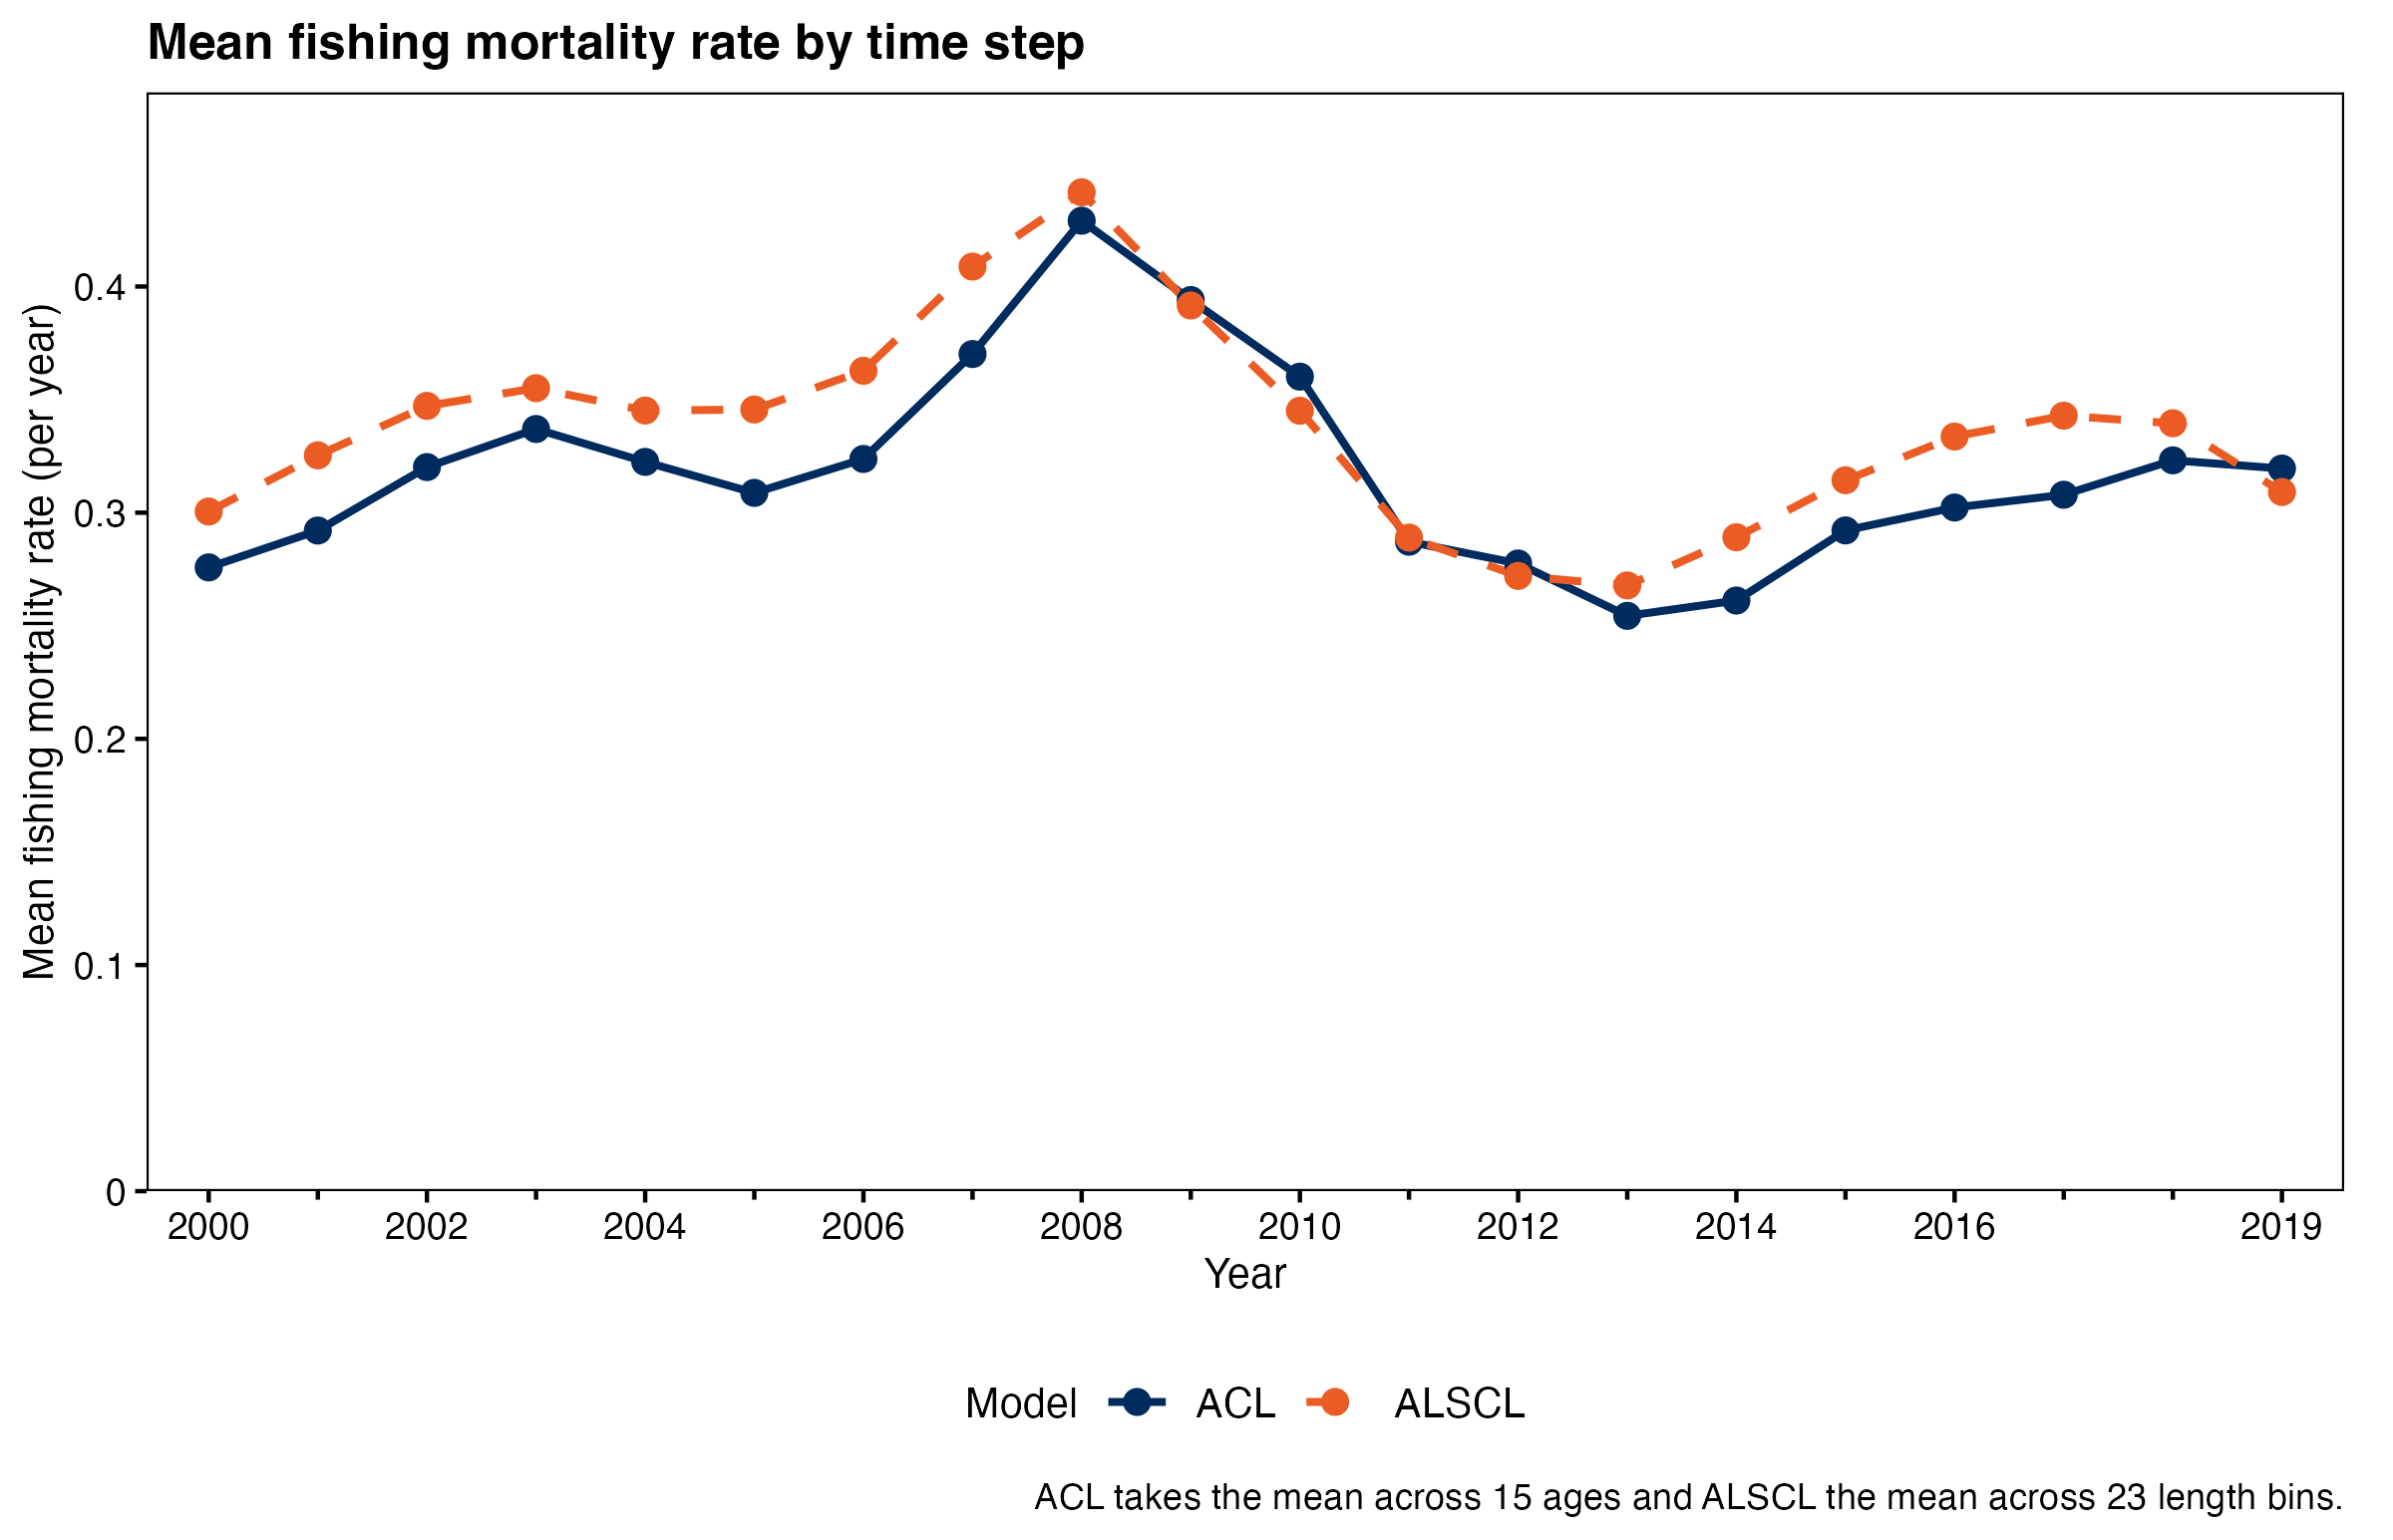 Mean fishing mortality rate by time step
Mean fishing mortality rate (per year)
0.4
0.3
0.2
0.1
0
2000 2002 2004 2006 2008 2010 2012 2014 2016 2019
Year
Model ACL ALSCL
ACL takes the mean across 15 ages and ALSCL the mean across 23 length bins.